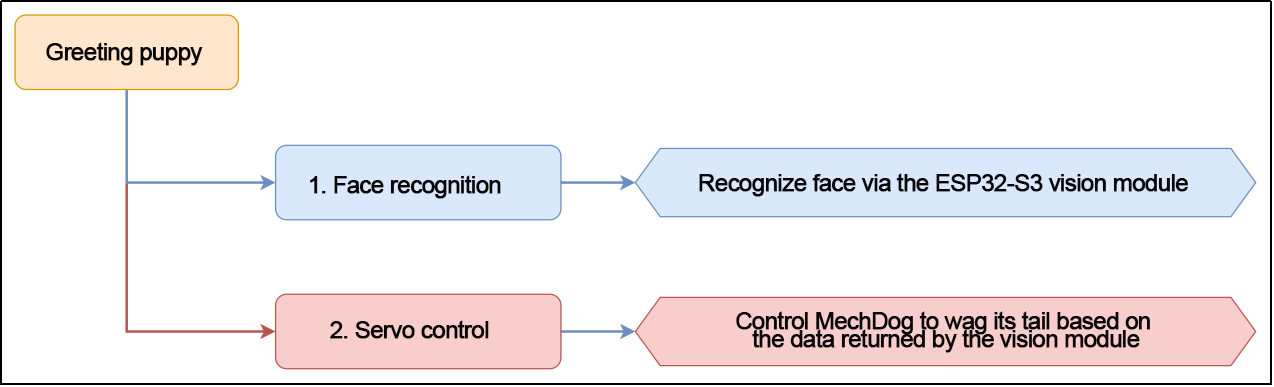 Greeting puppy
1. Face recognition
Recognize face via the ESP32-S3 vision module
2. Servo control
Control MechDog to wag its tail based on
the data returned by the vision module